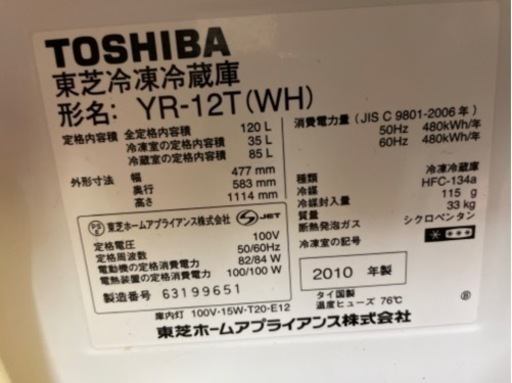 TOSHIBA
東芝冷凍冷蔵庫
形名: YR-12T(WH)
定格内容積 全定格内容積 120 L
冷凍室の定格内容積 35 L
冷蔵室の定格内容積 85 L
外形寸法 幅 477 mm
奥行 583 mm
高さ 1114 mm
PSE 東芝ホームアプライアンス株式会社 S JET
定格電圧 100V
定格周波数 50/60Hz
電動機の定格消費電力 82/84 W
電熱装置の定格消費電力 100/100 W
製造番号 63199651
消費電力量 (JIS C 9801-2006 年)
50Hz 480kWh/年
60Hz 480kWh/年
種類 冷凍冷蔵庫
冷媒 HFC-134a
冷媒封入量 115 g
質量 33 kg
断熱発泡ガス シクロペンタン
冷凍室の記号
2010 年製
タイ国製
温度ヒューズ 76℃
庫内灯 100V-15W-T20-E12
東芝ホームアプライアンス株式会社